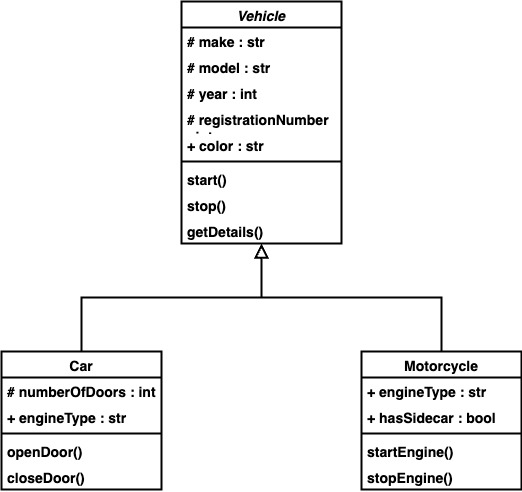 Vehicle
# make : str
# model : str
# year : int
# registrationNumber
+ color : str
start()
stop()
getDetails()
Car
# numberOfDoors : int
+ engineType : str
openDoor()
closeDoor()
Motorcycle
+ engineType : str
+ hasSidecar : bool
startEngine()
stopEngine()